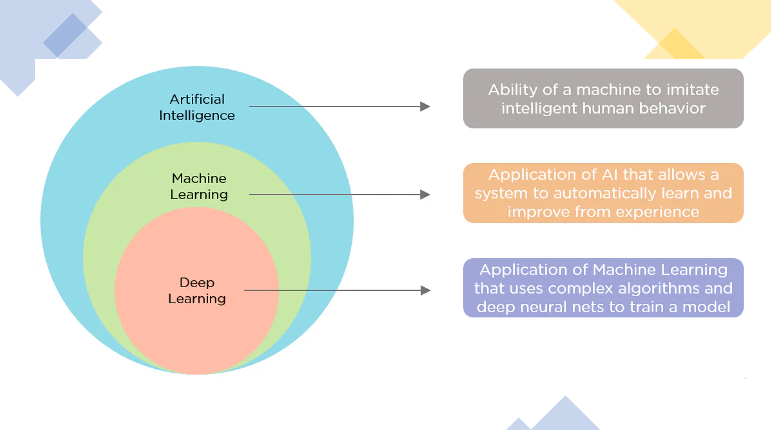 Artificial
Intelligence
Ability of a machine to imitate
intelligent human behavior
Machine
Learning
Application of AI that allows a
system to automatically learn and
improve from experience
Deep
Learning
Application of Machine Learning
that uses complex algorithms and
deep neural nets to train a model